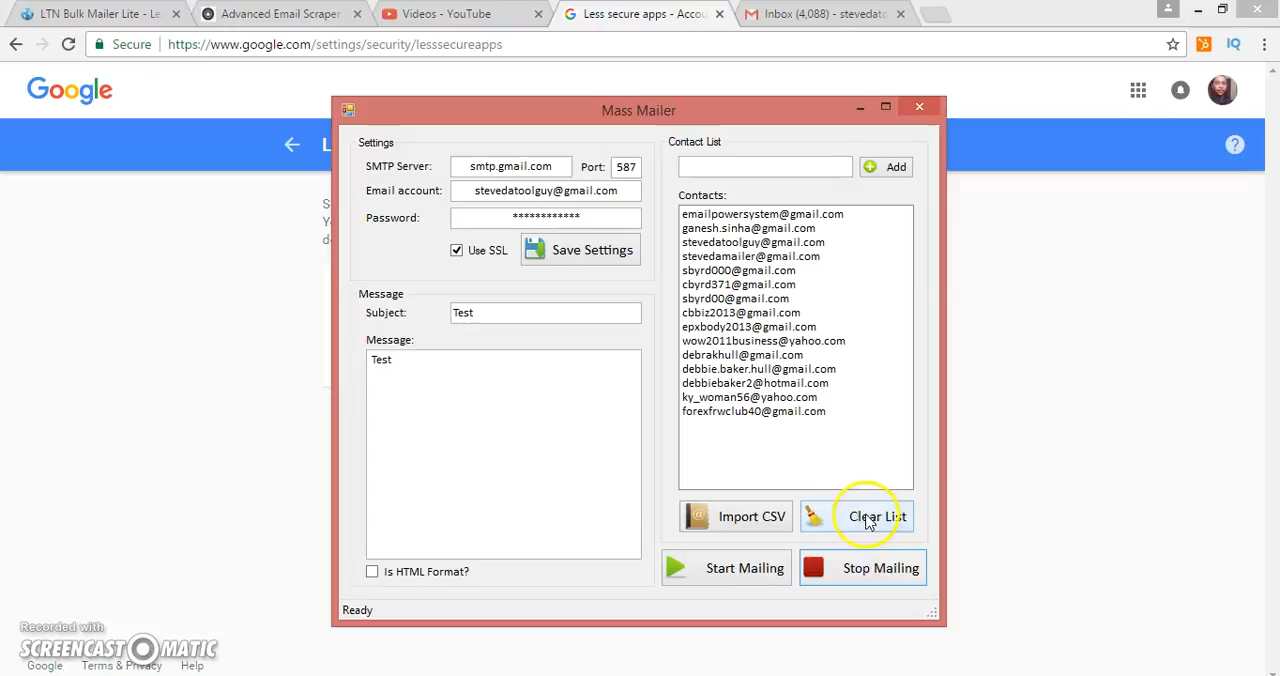 LTN Bulk Mailer Lite - Le
Advanced Email Scraper
Videos - YouTube
Less secure apps - Accou
Inbox (4,088) - stevedato
Secure
https://www.google.com/settings/security/lesssecureapps
IQ
Google
L
Mass Mailer
Settings
SMTP Server: smtp.gmail.com Port: 587
Email account: stevedatoolguy@gmail.com
Password: ************
Use SSL
Save Settings
Message
Subject: Test
Message:
Test
Is HTML Format?
Contact List
Add
Contacts:
emailpowersystem@gmail.com
ganesh.sinha@gmail.com
stevedatoolguy@gmail.com
stevedamailer@gmail.com
sbyrd000@gmail.com
cbyrd371@gmail.com
sbyrd00@gmail.com
cbbiz2013@gmail.com
epxbody2013@gmail.com
wow2011business@yahoo.com
debrakhull@gmail.com
debbie.baker.hull@gmail.com
debbiebaker2@hotmail.com
ky_woman56@yahoo.com
forexfrwclub40@gmail.com
Import CSV
Clear List
Start Mailing
Stop Mailing
Ready
Recorded with
SCREENCAST MATIC
Google Terms & Privacy Help